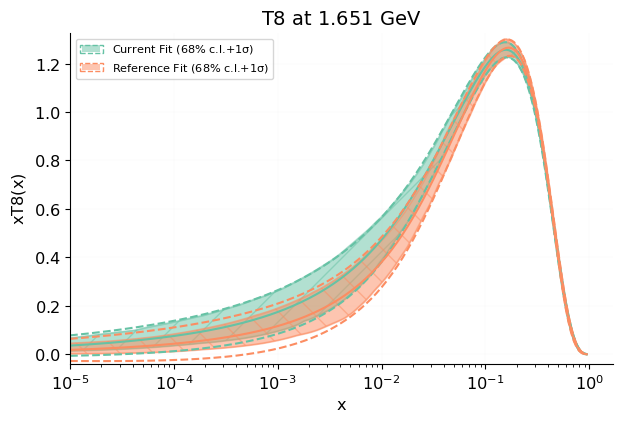 T8 at 1.651 GeV
Current Fit (68% c.l.+1σ)
Reference Fit (68% c.l.+1σ)
xT8(x)
1.2
1.0
0.8
0.6
0.4
0.2
0.0
10⁻⁵ 10⁻⁴ 10⁻³ 10⁻² 10⁻¹ 10⁰
x